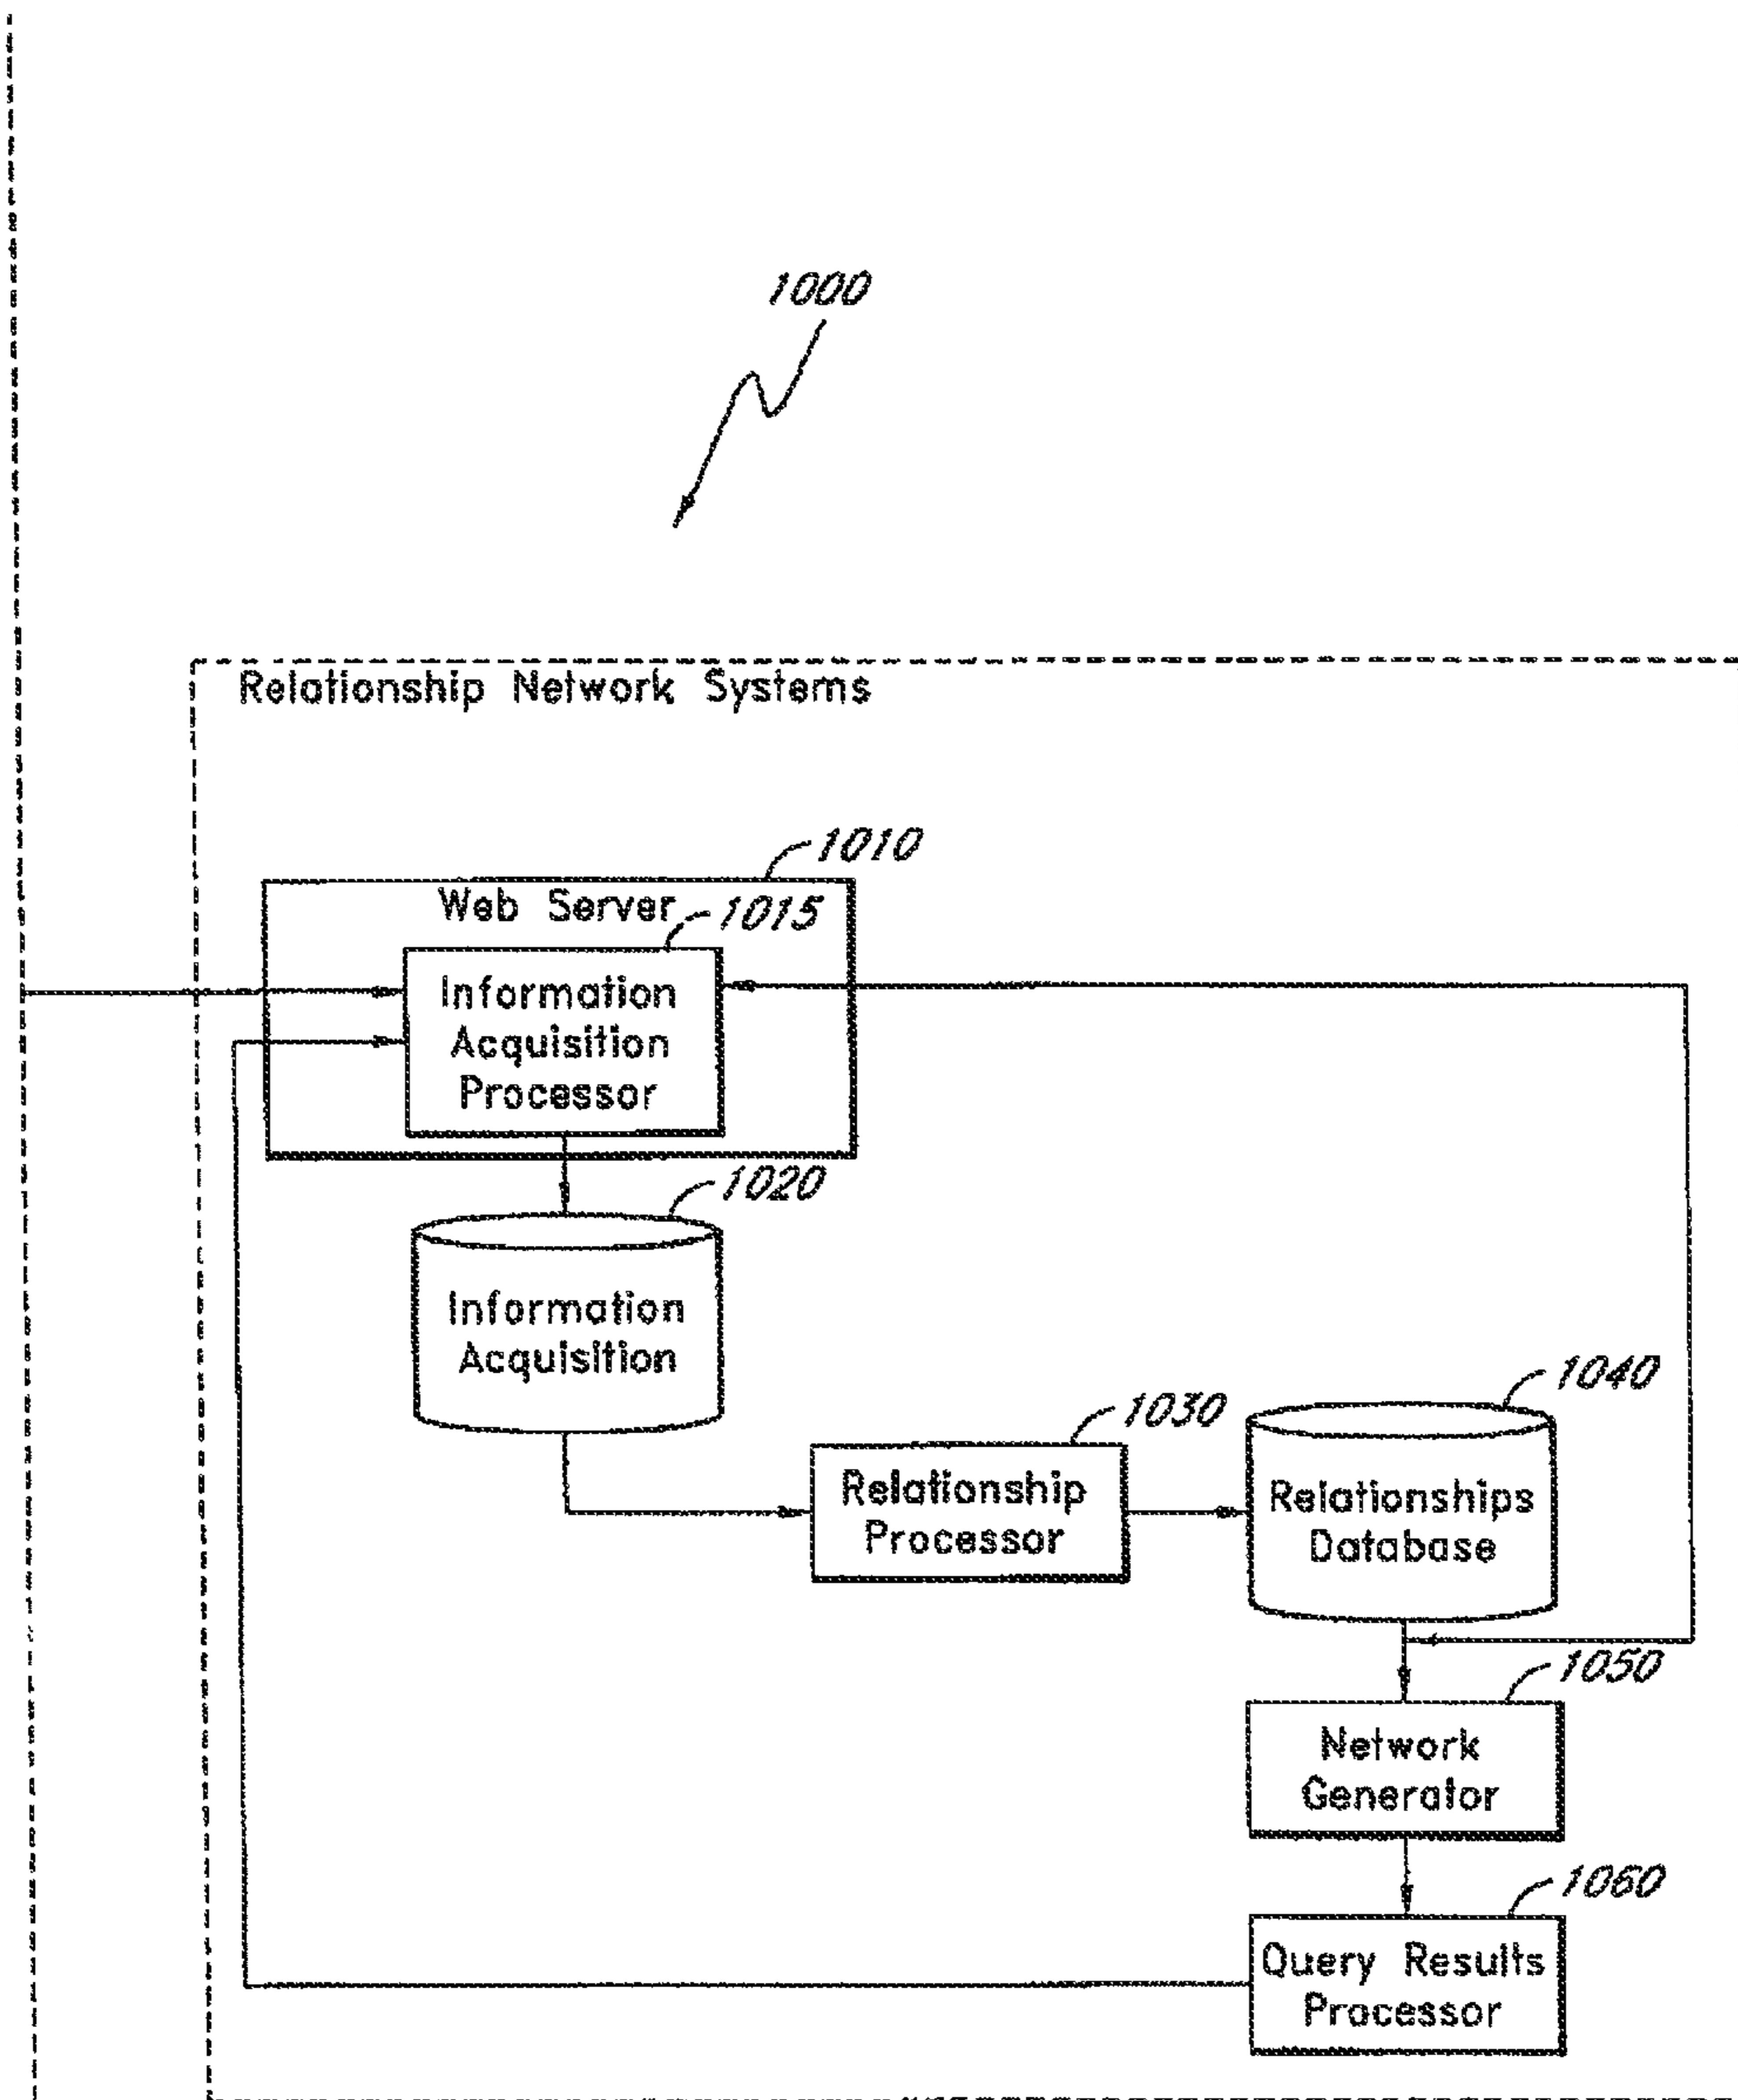 1000
Relationship Network Systems
1010
Web Server
1015
Information
Acquisition
Processor
1020
Information
Acquisition
1030
Relationship
Processor
1040
Relationships
Database
1050
Network
Generator
1060
Query Results
Processor